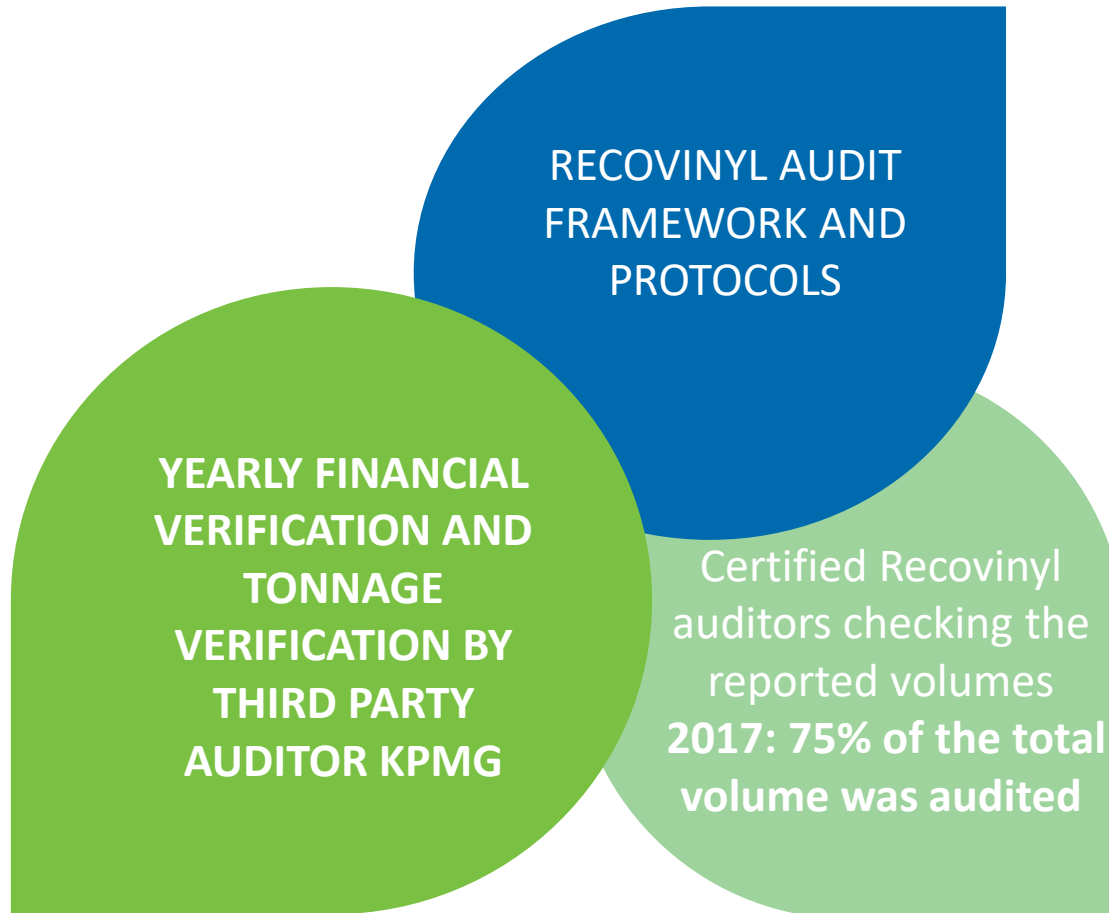 RECOVINYL AUDIT
FRAMEWORK AND
PROTOCOLS
YEARLY FINANCIAL
VERIFICATION AND
TONNAGE
VERIFICATION BY
THIRD PARTY
AUDITOR KPMG
Certified Recovinyl
auditors checking the
reported volumes
2017: 75% of the total
volume was audited